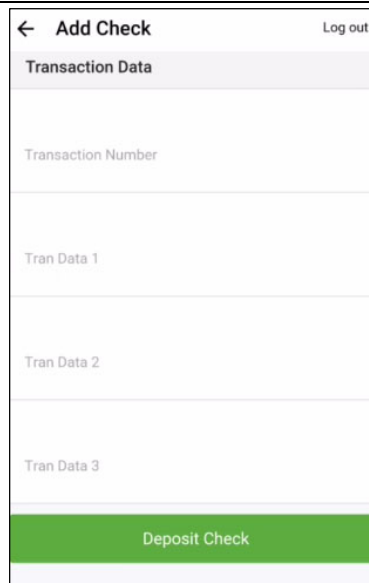 Add Check
Log out
Transaction Data
Transaction Number
Tran Data 1
Tran Data 2
Tran Data 3
Deposit Check